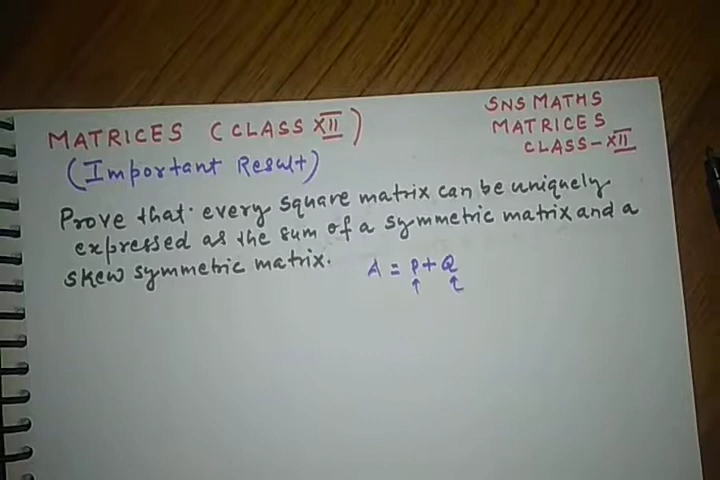 MATRICES (CLASS XII)
SNS MATHS
MATRICES
CLASS-XII
(Important Result)
Prove that every square matrix can be uniquely
expressed as the sum of a symmetric matrix and a
skew symmetric matrix. A = P+Q
↑ ↑